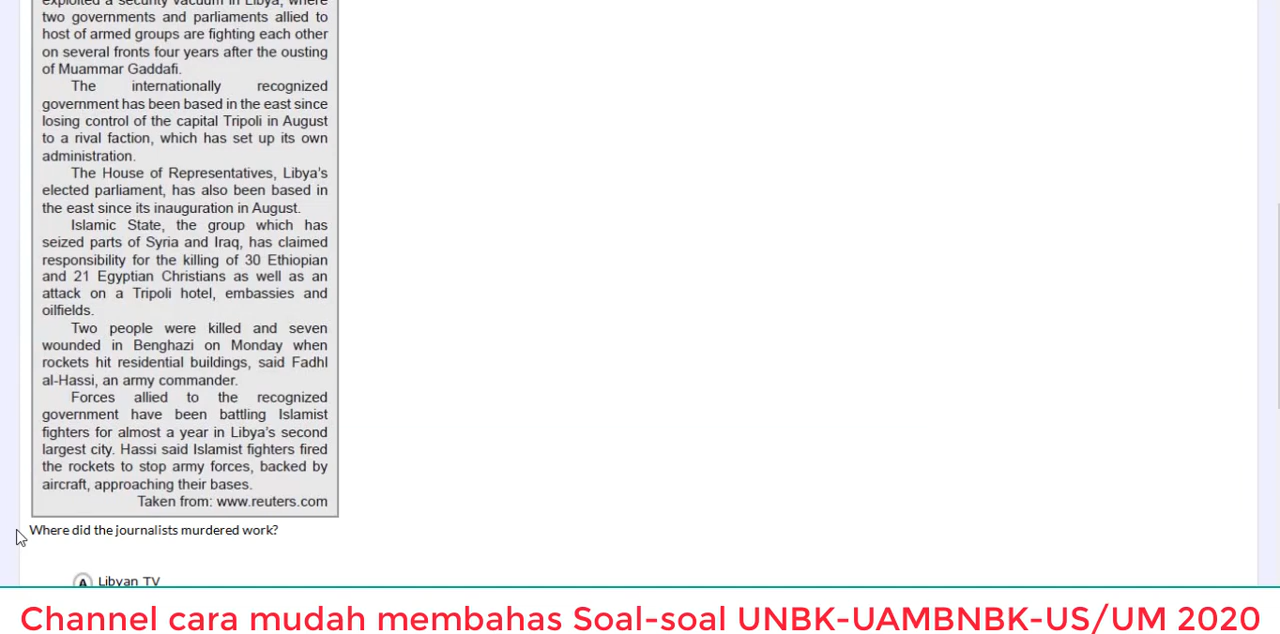 exploited a security vacuum in Libya, where
two governments and parliaments allied to
host of armed groups are fighting each other
on several fronts four years after the ousting
of Muammar Gaddafi.
The internationally recognized
government has been based in the east since
losing control of the capital Tripoli in August
to a rival faction, which has set up its own
administration.
The House of Representatives, Libya's
elected parliament, has also been based in
the east since its inauguration in August.
Islamic State, the group which has
seized parts of Syria and Iraq, has claimed
responsibility for the killing of 30 Ethiopian
and 21 Egyptian Christians as well as an
attack on a Tripoli hotel, embassies and
oilfields.
Two people were killed and seven
wounded in Benghazi on Monday when
rockets hit residential buildings, said Fadhl
al-Hassi, an army commander.
Forces allied to the recognized
government have been battling Islamist
fighters for almost a year in Libya's second
largest city. Hassi said Islamist fighters fired
the rockets to stop army forces, backed by
aircraft, approaching their bases.
Taken from: www.reuters.com
Where did the journalists murdered work?
A Libyan TV
Channel cara mudah membahas Soal-soal UNBK-UAMBNBK-US/UM 2020